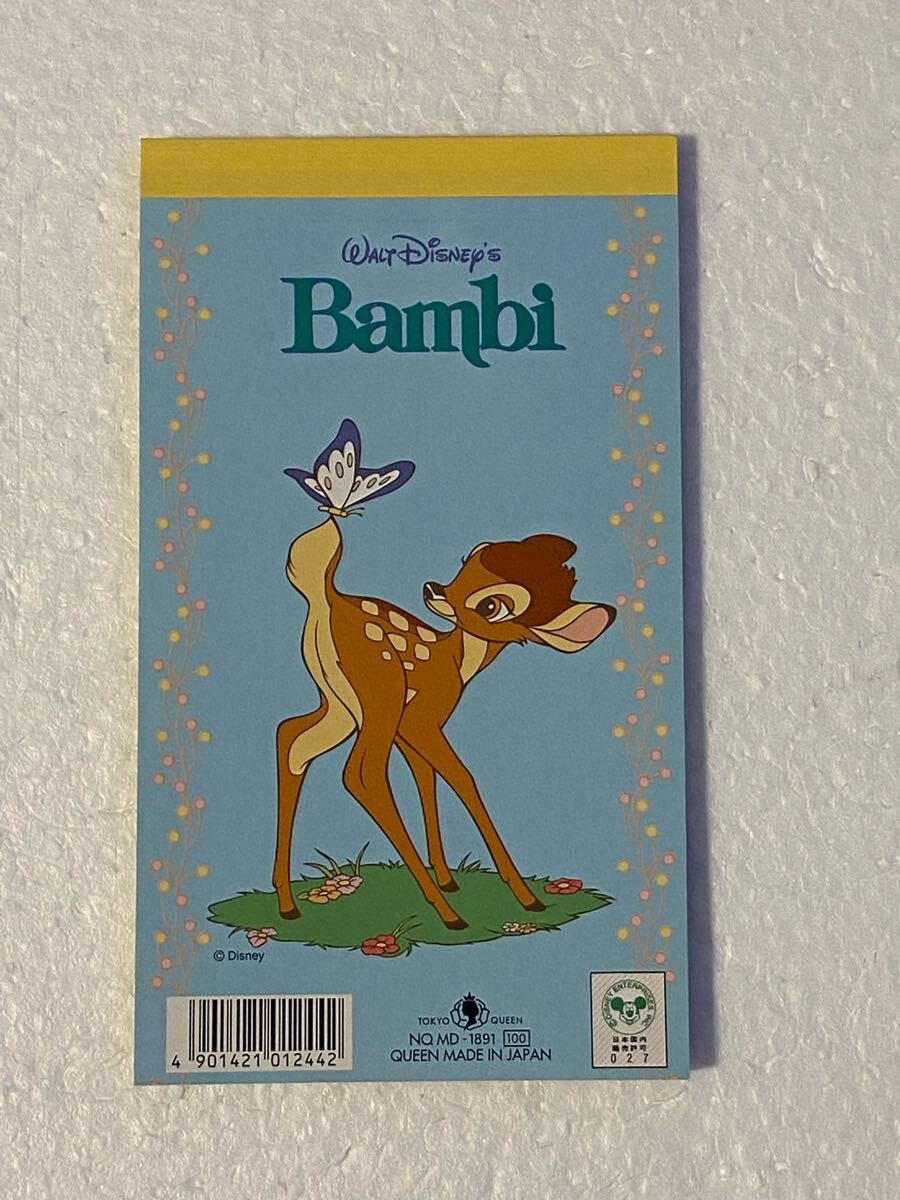 WALT DISNEY'S
Bambi
© Disney
4 901421 012442
TOKYO QUEEN
NQ MD-1891 100
QUEEN MADE IN JAPAN
©DISNEY ENTERPRISES, INC
日本国内
販売許可
027